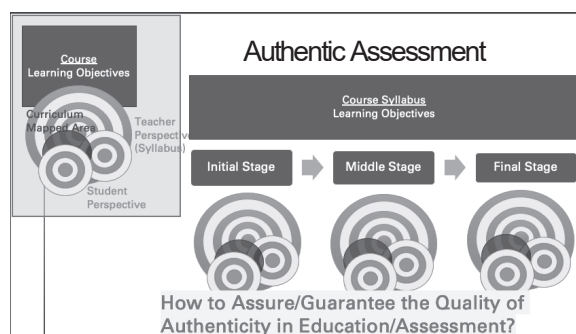 Course
Learning Objectives
Curriculum
Mapped Area
Teacher
Perspective
(Syllabus)
Student
Perspective
Authentic Assessment
Course Syllabus
Learning Objectives
Initial Stage
Middle Stage
Final Stage
How to Assure/Guarantee the Quality of
Authenticity in Education/Assessment?